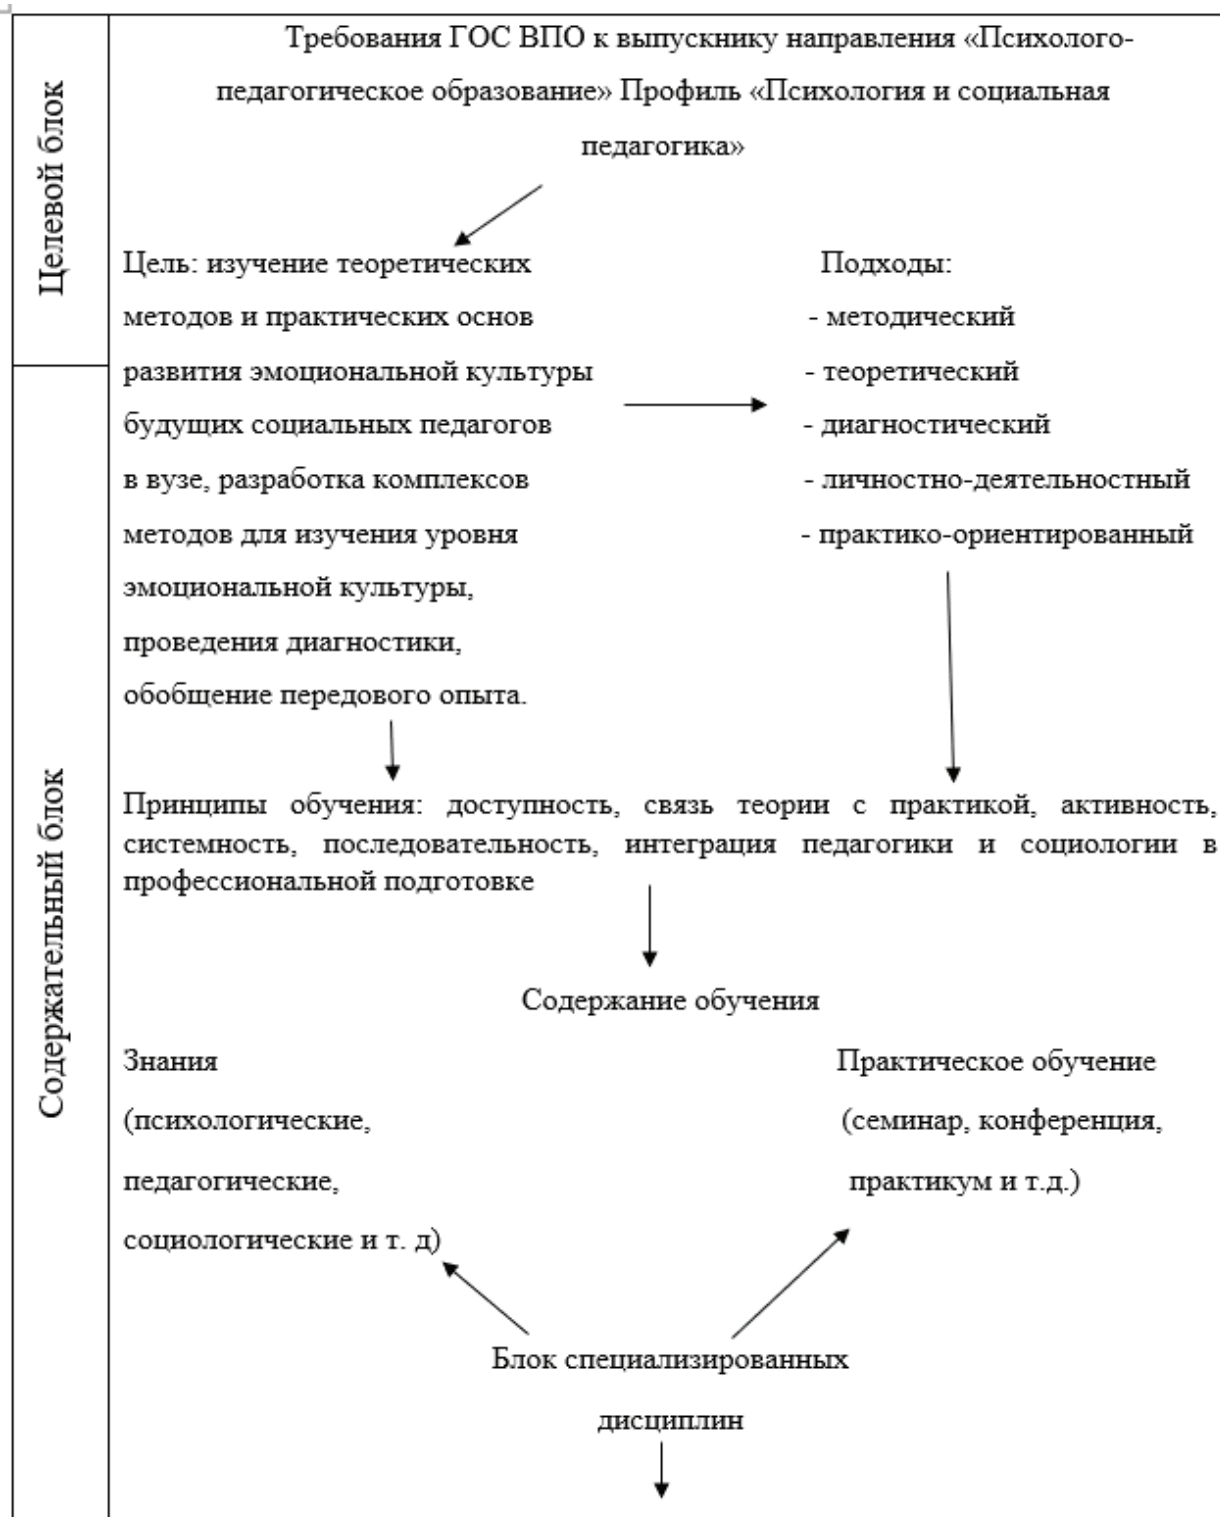 Целевой блок
Требования ГОС ВПО к выпускнику направления «Психолого-
педагогическое образование» Профиль «Психология и социальная
педагогика»
Цель: изучение теоретических
методов и практических основ
развития эмоциональной культуры
будущих социальных педагогов
в вузе, разработка комплексов
методов для изучения уровня
эмоциональной культуры,
проведения диагностики,
обобщение передового опыта.
Подходы:
- методический
- теоретический
- диагностический
- личностно-деятельностный
- практико-ориентированный
Содержательный блок
Принципы обучения: доступность, связь теории с практикой, активность,
системность, последовательность, интеграция педагогики и социологии в
профессиональной подготовке
Содержание обучения
Знания
(психологические,
педагогические,
социологические и т. д)
Практическое обучение
(семинар, конференция,
практикум и т.д.)
Блок специализированных
дисциплин